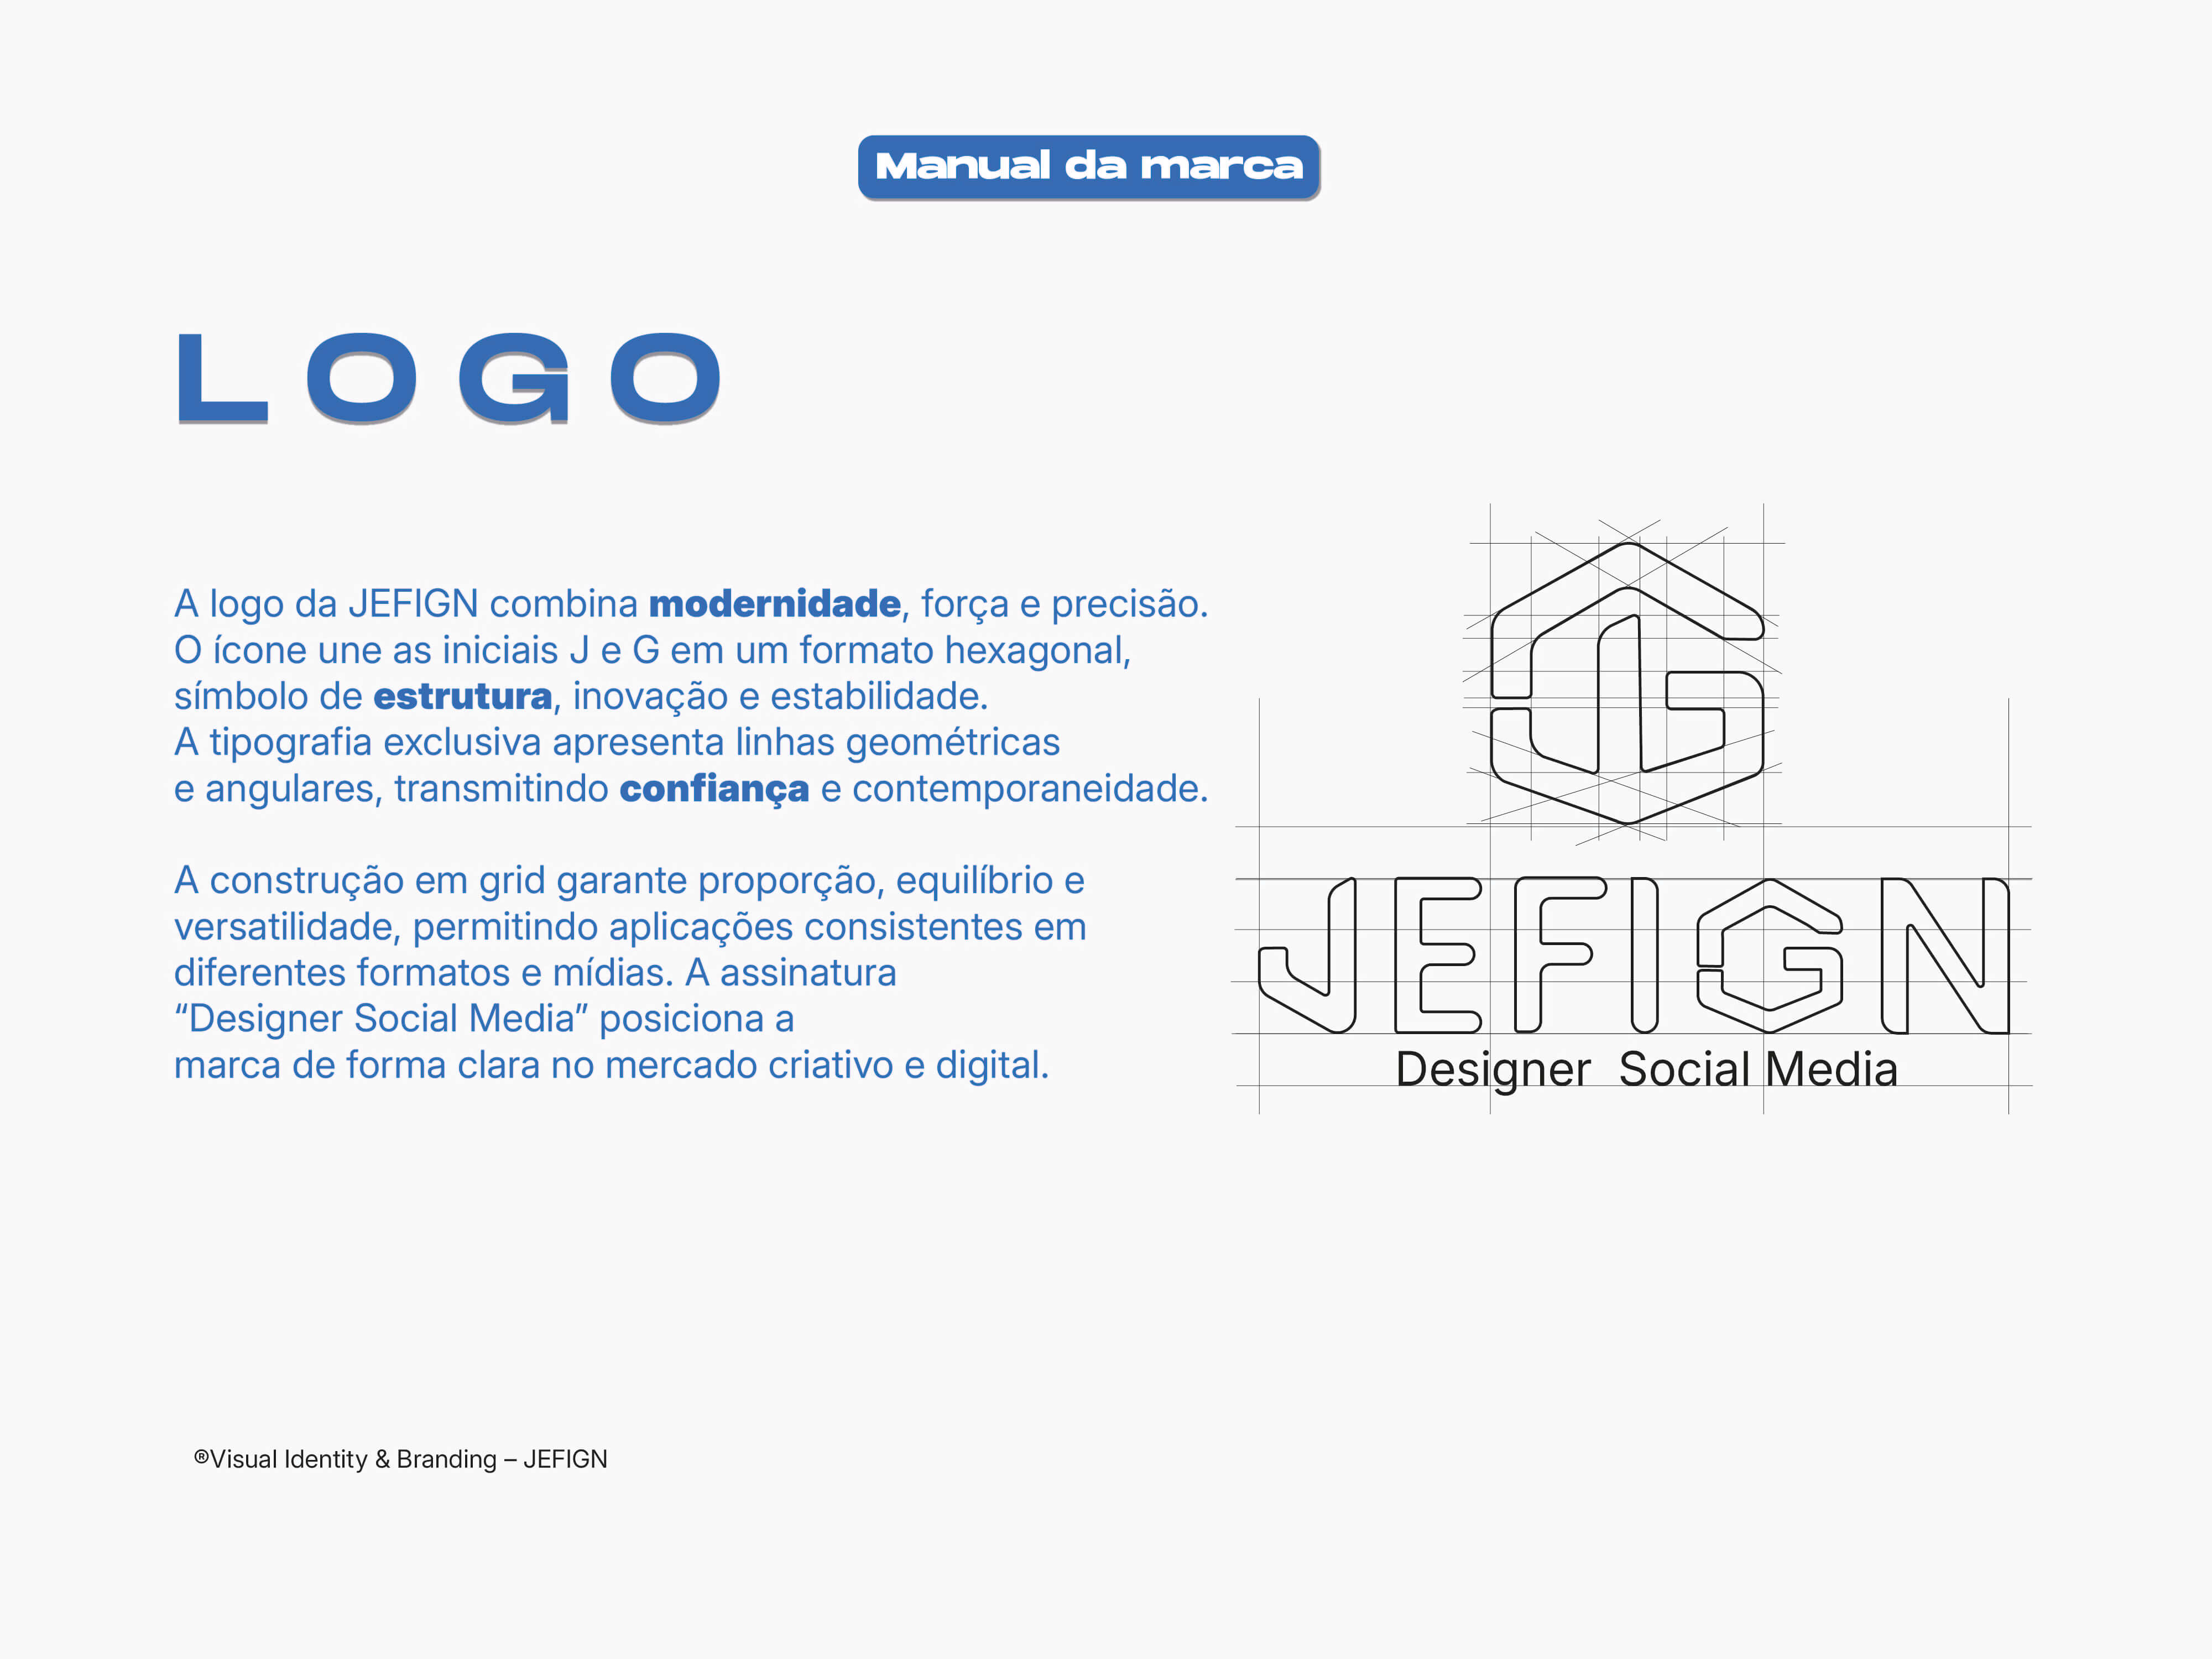 Manual da marca
LOGO
A logo da JEFIGN combina modernidade, força e precisão.
O ícone une as iniciais J e G em um formato hexagonal,
símbolo de estrutura, inovação e estabilidade.
A tipografia exclusiva apresenta linhas geométricas
e angulares, transmitindo confiança e contemporaneidade.
A construção em grid garante proporção, equilíbrio e
versatilidade, permitindo aplicações consistentes em
diferentes formatos e mídias. A assinatura
“Designer Social Media” posiciona a
marca de forma clara no mercado criativo e digital.
JG
JEFIGN
Designer Social Media
®Visual Identity & Branding – JEFIGN